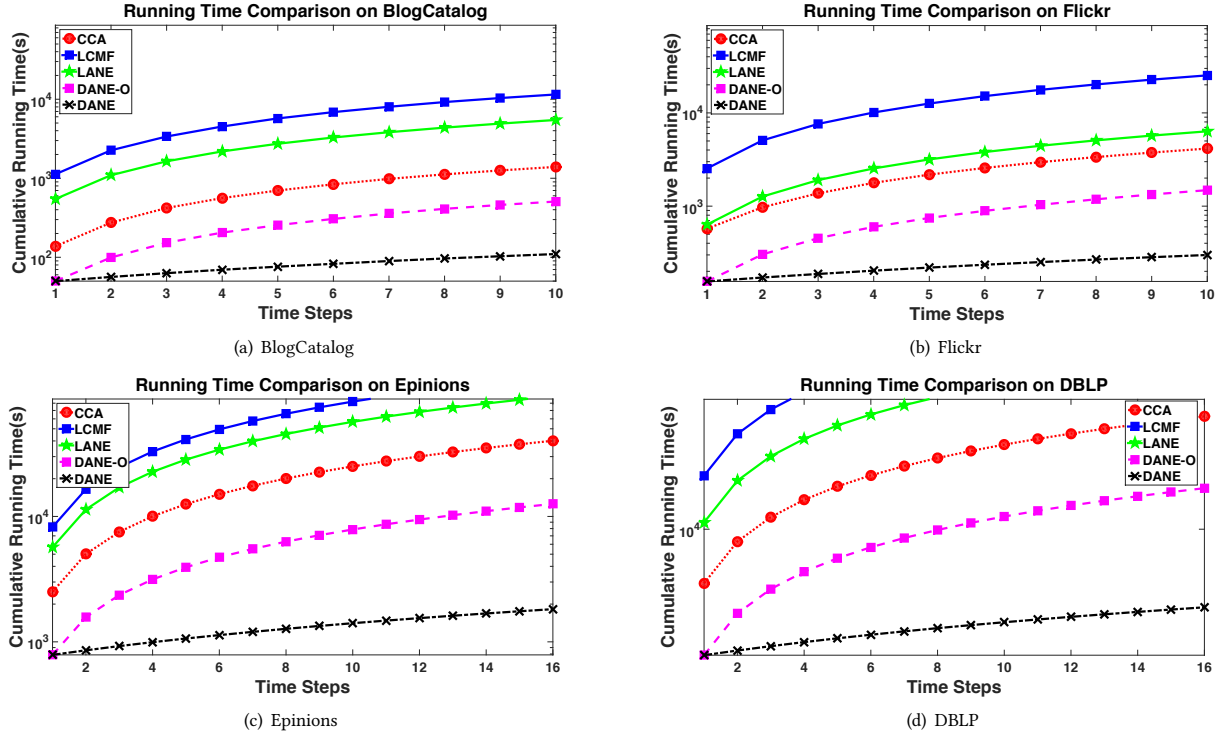 Running Time Comparison on BlogCatalog
Cumulative Running Time(s)
CCA
LCMF
LANE
DANE-O
DANE
10^4
10^3
10^2
1 2 3 4 5 6 7 8 9 10
Time Steps
(a) BlogCatalog
Running Time Comparison on Flickr
Cumulative Running Time(s)
CCA
LCMF
LANE
DANE-O
DANE
10^4
10^3
1 2 3 4 5 6 7 8 9 10
Time Steps
(b) Flickr
Running Time Comparison on Epinions
Cumulative Running Time(s)
CCA
LCMF
LANE
DANE-O
DANE
10^4
10^3
2 4 6 8 10 12 14 16
Time Steps
(c) Epinions
Running Time Comparison on DBLP
Cumulative Running Time(s)
CCA
LCMF
LANE
DANE-O
DANE
10^4
2 4 6 8 10 12 14 16
Time Steps
(d) DBLP